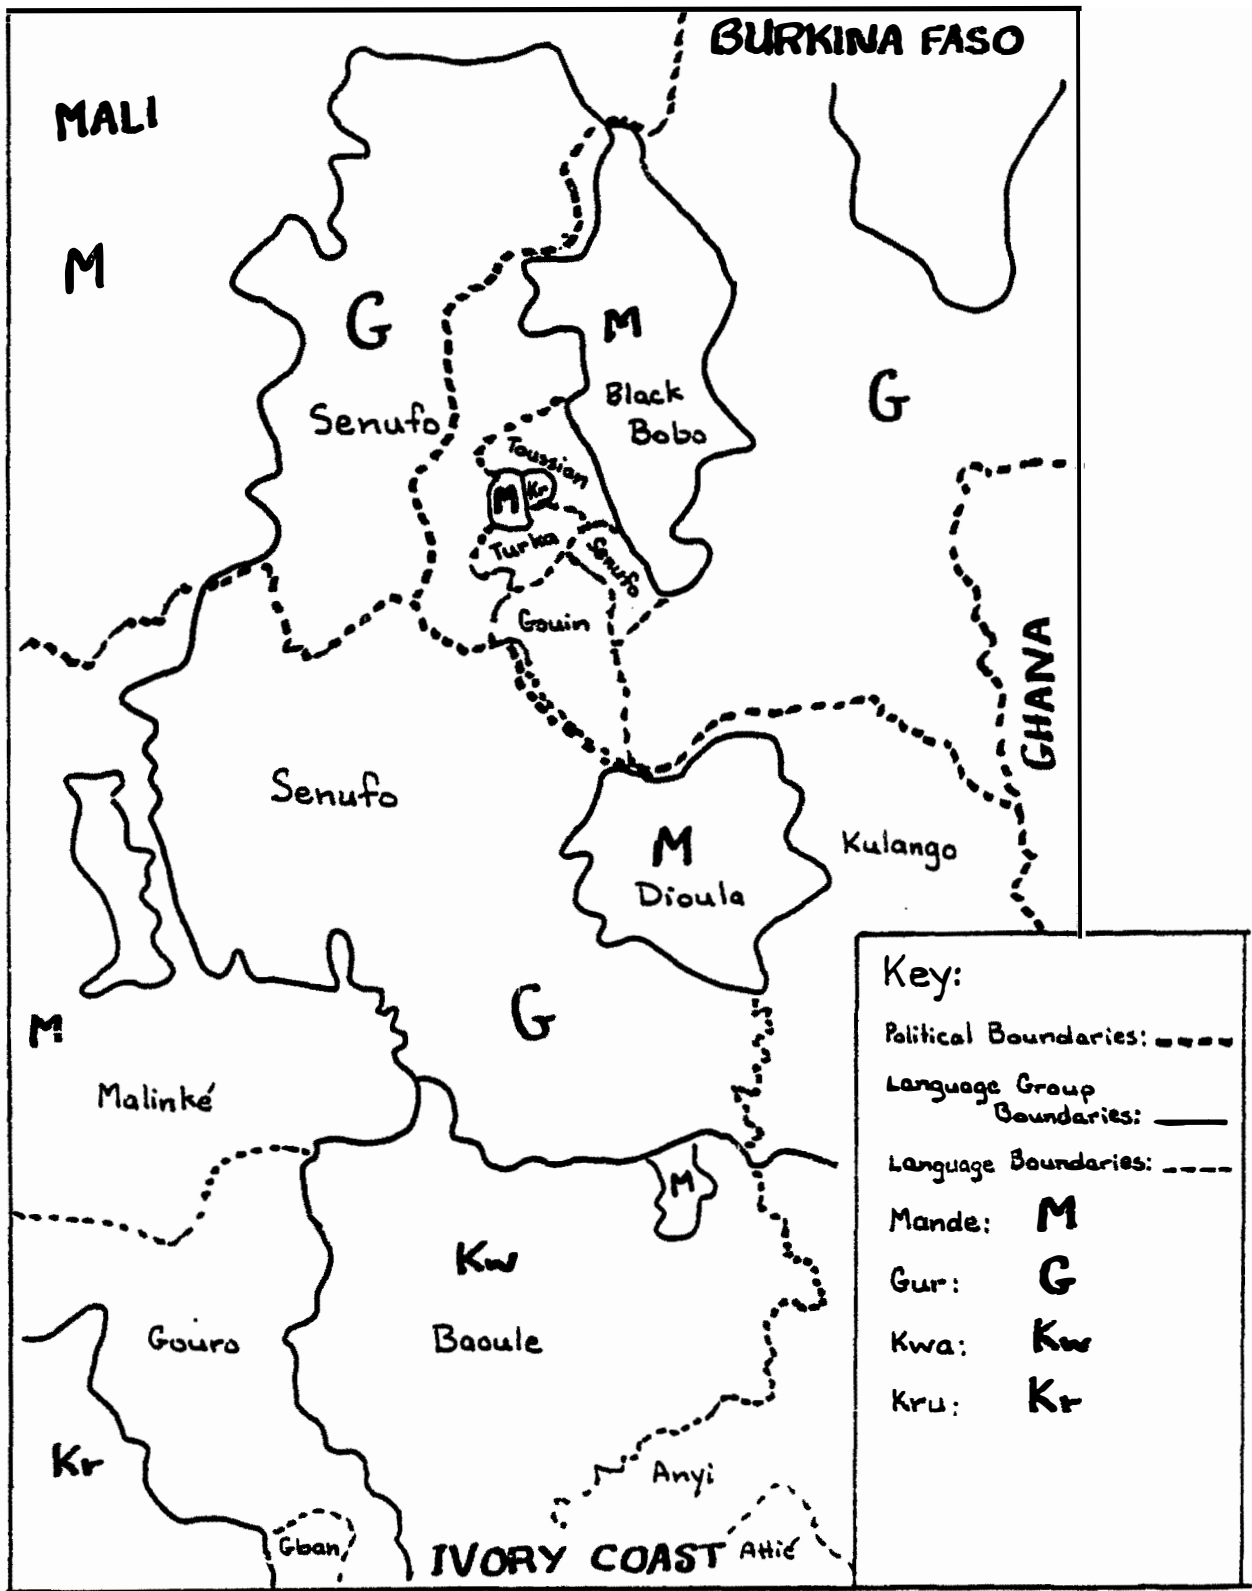 BURKINA FASO
MALI
M
G
M
Senufo
Black
Bobo
G
Toussian
M
Kr
Turka
Senufo
Gouin
GHANA
Senufo
M
Dioula
Kulango
G
M
Malinké
M
Kw
Gouro
Baoule
Kr
Anyi
Gban
IVORY COAST
Attié
Key:
Political Boundaries:
Language Group
Boundaries:
Language Boundaries:
Mande: M
Gur: G
Kwa: Kw
Kru: Kr